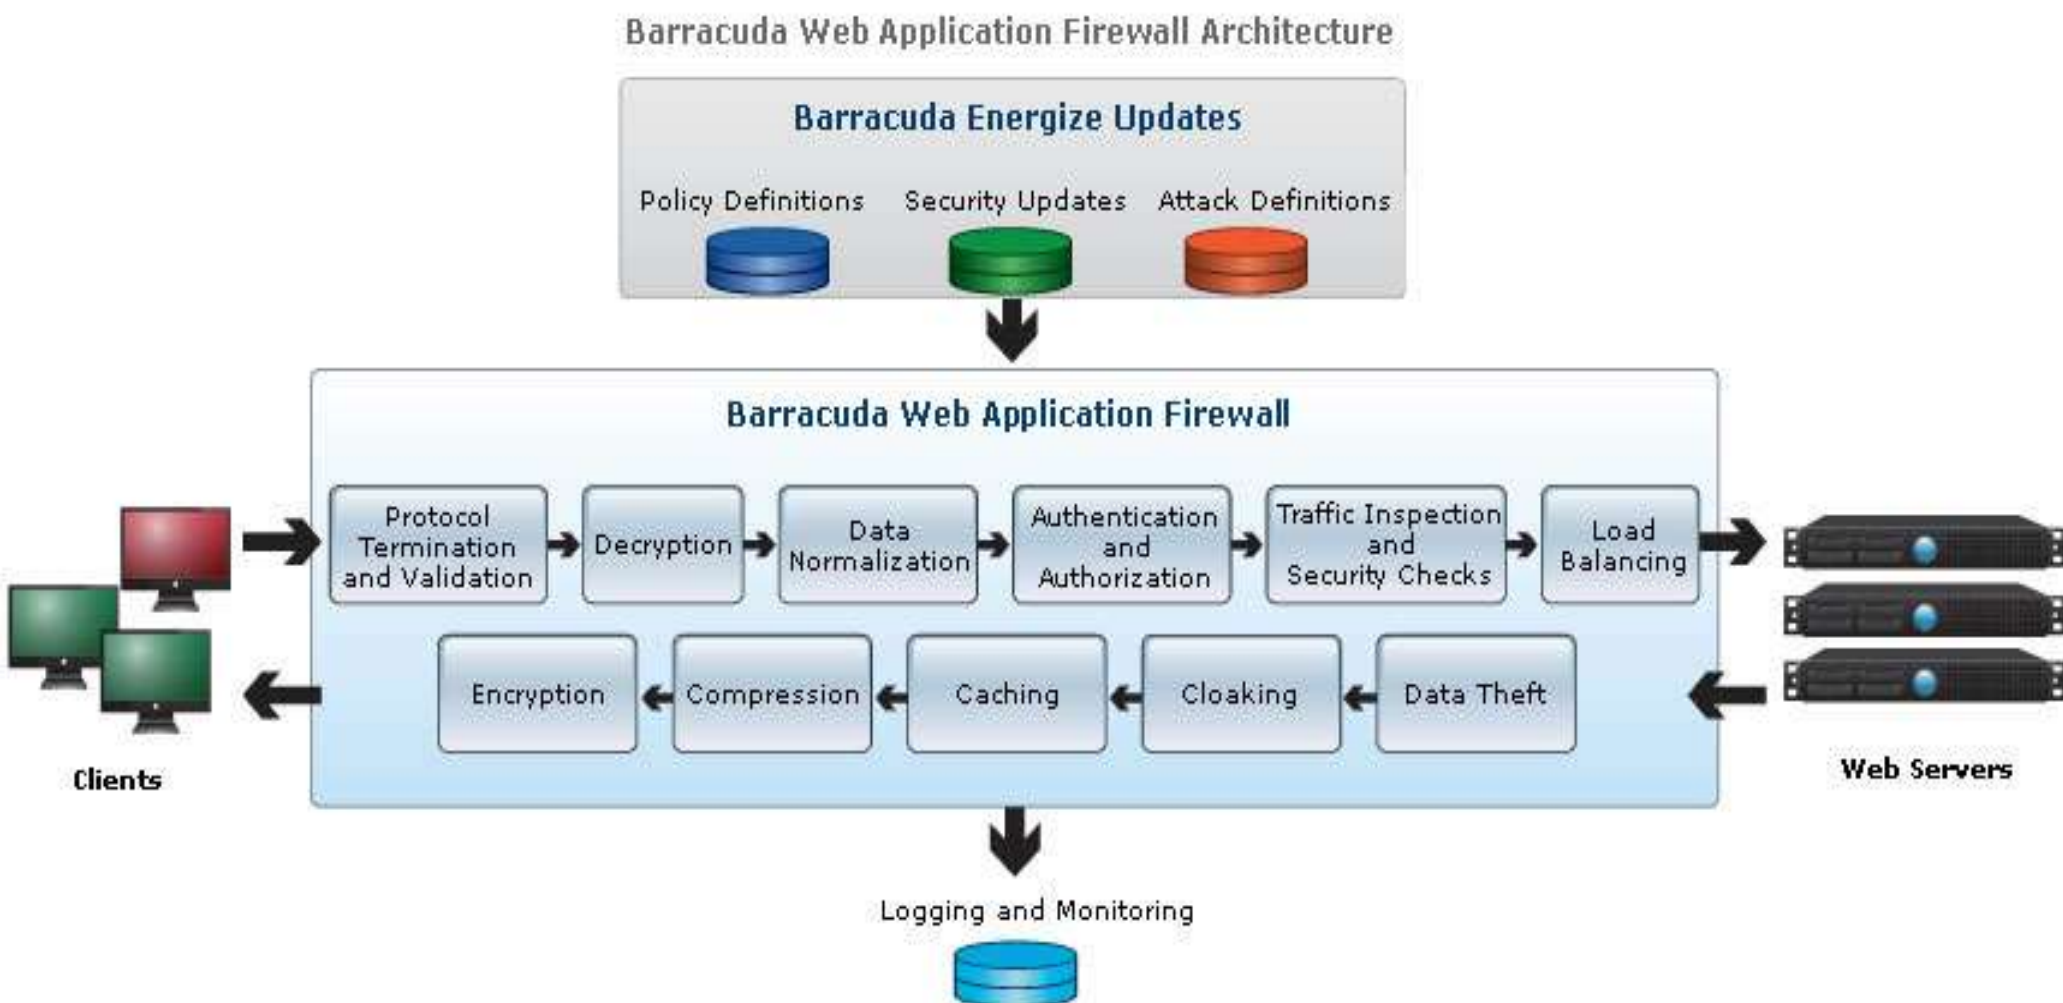 Barracuda Web Application Firewall Architecture
Barracuda Energize Updates
Policy Definitions
Security Updates
Attack Definitions
Barracuda Web Application Firewall
Protocol
Termination
and Validation
Decryption
Data
Normalization
Authentication
and
Authorization
Traffic Inspection
and
Security Checks
Load
Balancing
Encryption
Compression
Caching
Cloaking
Data Theft
Clients
Web Servers
Logging and Monitoring